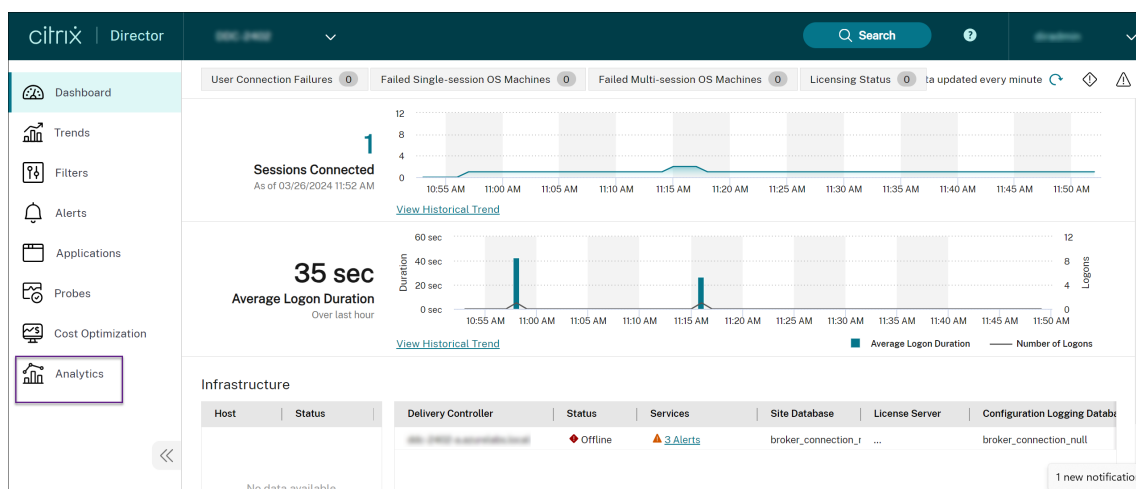 citrix | Director
Search
?
Dashboard
Trends
Filters
Alerts
Applications
Probes
Cost Optimization
Analytics
User Connection Failures 0 Failed Single-session OS Machines 0 Failed Multi-session OS Machines 0 Licensing Status 0 ta updated every minute
1
Sessions Connected
As of 03/26/2024 11:52 AM
12
8
4
0
10:55 AM 11:00 AM 11:05 AM 11:10 AM 11:15 AM 11:20 AM 11:25 AM 11:30 AM 11:35 AM 11:40 AM 11:45 AM 11:50 AM
View Historical Trend
35 sec
Average Logon Duration
Over last hour
Duration
60 sec
40 sec
20 sec
0 sec
12
8
4
0
Logons
10:55 AM 11:00 AM 11:05 AM 11:10 AM 11:15 AM 11:20 AM 11:25 AM 11:30 AM 11:35 AM 11:40 AM 11:45 AM 11:50 AM
View Historical Trend
Average Logon Duration Number of Logons
Infrastructure
Host Status
No data available
Delivery Controller Status Services Site Database License Server Configuration Logging Databa
Offline 3 Alerts broker_connection_r ... broker_connection_null
1 new notificatio